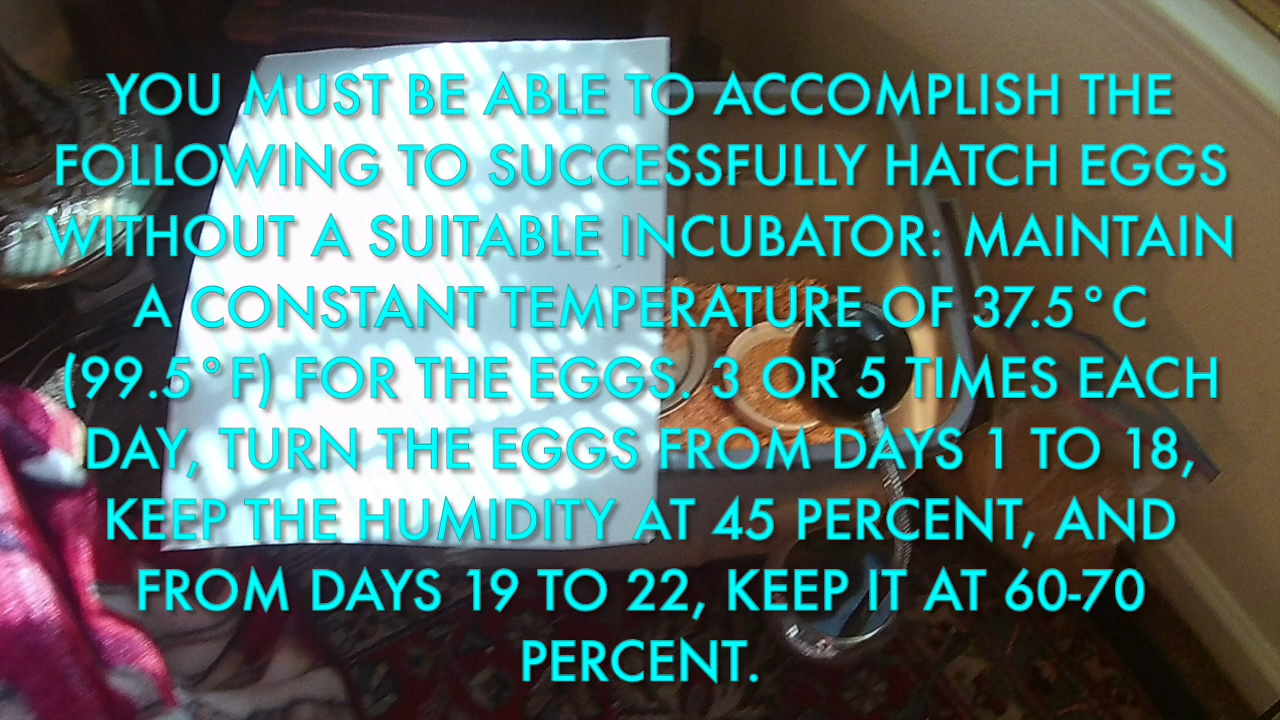 YOU MUST BE ABLE TO ACCOMPLISH THE
FOLLOWING TO SUCCESSFULLY HATCH EGGS
WITHOUT A SUITABLE INCUBATOR: MAINTAIN
A CONSTANT TEMPERATURE OF 37.5°C
(99.5°F) FOR THE EGGS. 3 OR 5 TIMES EACH
DAY, TURN THE EGGS FROM DAYS 1 TO 18,
KEEP THE HUMIDITY AT 45 PERCENT, AND
FROM DAYS 19 TO 22, KEEP IT AT 60-70
PERCENT.